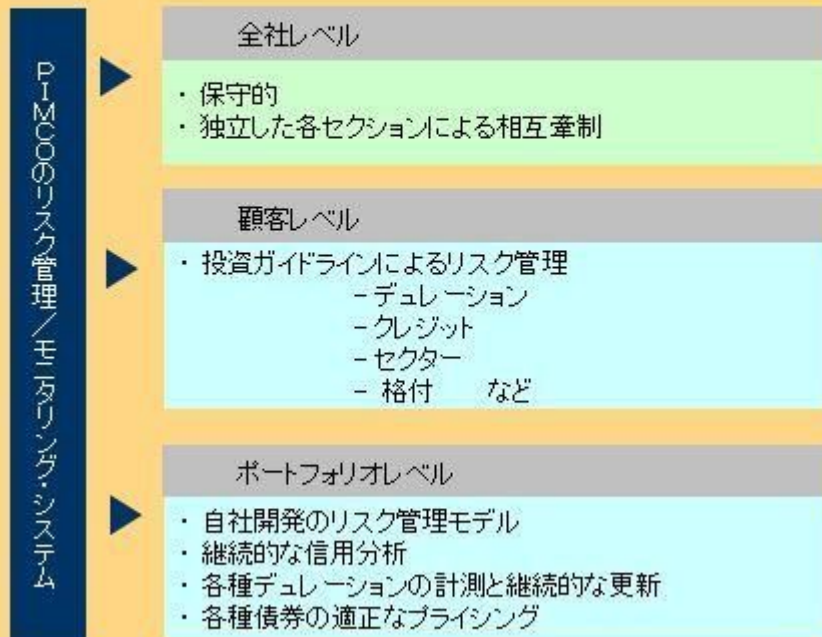 PIMCOのリスク管理／モニタリング・システム
全社レベル
・ 保守的
・ 独立した各セクションによる相互牽制
顧客レベル
・ 投資ガイドラインによるリスク管理
－デュレーション
－クレジット
－セクター
－ 格付　など
ポートフォリオレベル
・ 自社開発のリスク管理モデル
・ 継続的な信用分析
・ 各種デュレーションの計測と継続的な更新
・ 各種債券の適正なプライシング